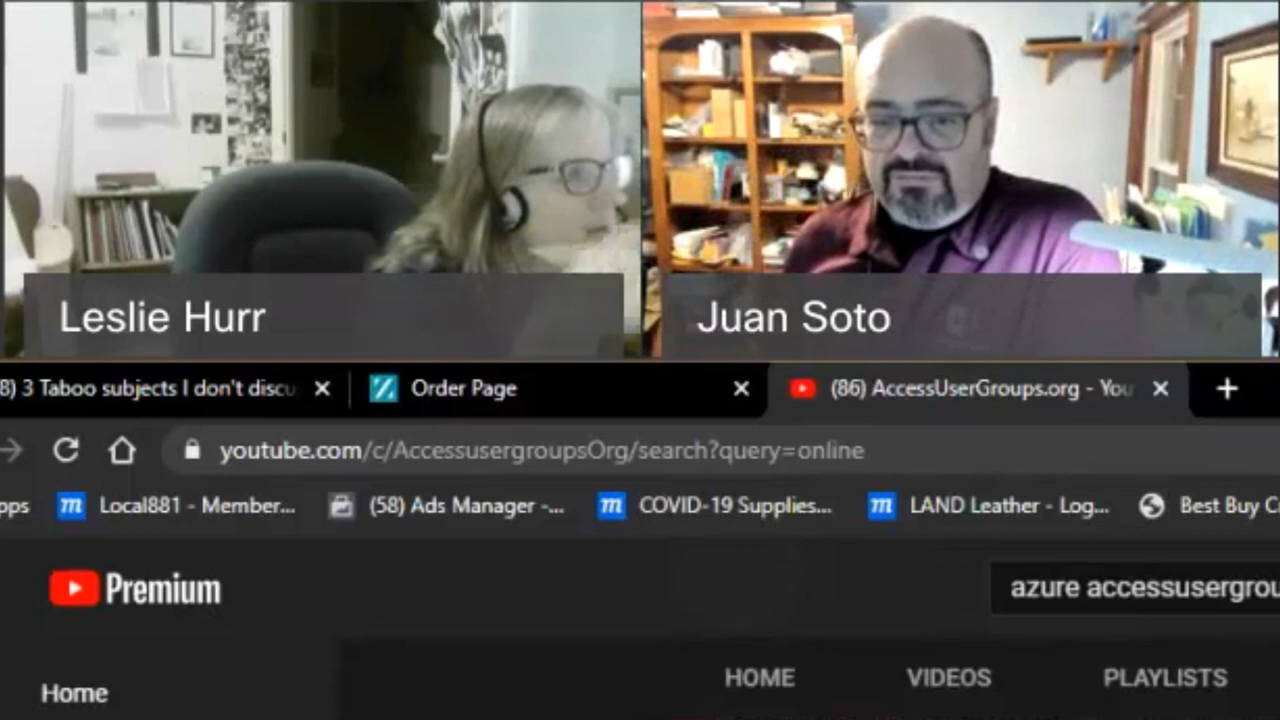 Leslie Hurr
Juan Soto
8) 3 Taboo subjects I don't discu
Order Page
(86) AccessUserGroups.org - You
youtube.com/c/AccessusergroupsOrg/search?query=online
pps
Local881 - Member...
(58) Ads Manager -...
COVID-19 Supplies...
LAND Leather - Log...
Best Buy C
Premium
azure accessusergrou
HOME
VIDEOS
PLAYLISTS
Home